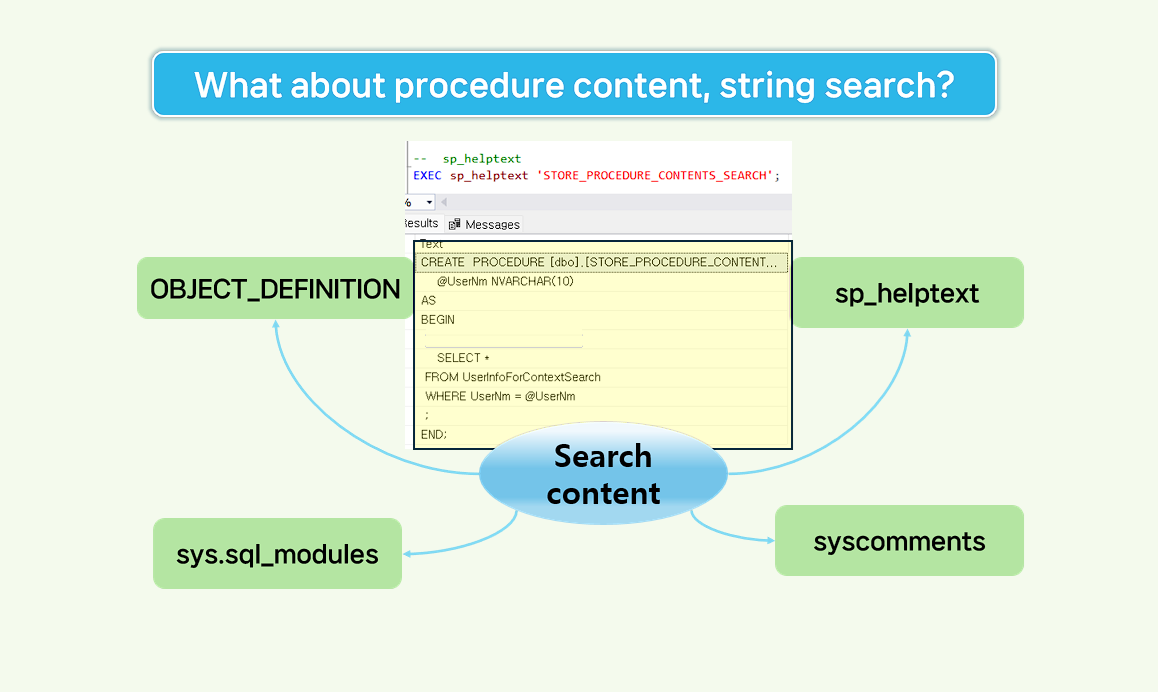 What about procedure content, string search?
-- sp_helptext
EXEC sp_helptext 'STORE_PROCEDURE_CONTENTS_SEARCH';
%
Results Messages
Text
CREATE PROCEDURE [dbo].[STORE_PROCEDURE_CONTENT...
@UserNm NVARCHAR(10)
AS
BEGIN
SELECT *
FROM UserInfoForContextSearch
WHERE UserNm = @UserNm
;
END;
OBJECT_DEFINITION
sp_helptext
Search
content
sys.sql_modules
syscomments